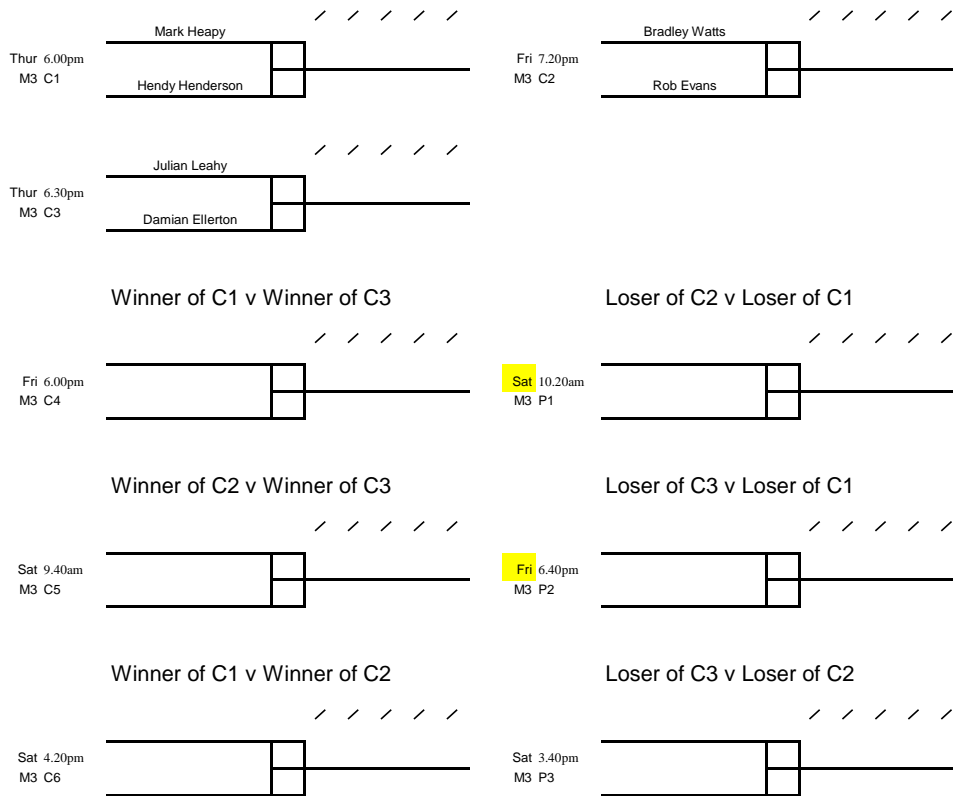 Mark Heapy
Thur 6.00pm
M3 C1
Hendy Henderson
Bradley Watts
Fri 7.20pm
M3 C2
Rob Evans
Julian Leahy
Thur 6.30pm
M3 C3
Damian Ellerton
Winner of C1 v Winner of C3
Loser of C2 v Loser of C1
Fri 6.00pm
M3 C4
Sat 10.20am
M3 P1
Winner of C2 v Winner of C3
Loser of C3 v Loser of C1
Sat 9.40am
M3 C5
Fri 6.40pm
M3 P2
Winner of C1 v Winner of C2
Loser of C3 v Loser of C2
Sat 4.20pm
M3 C6
Sat 3.40pm
M3 P3